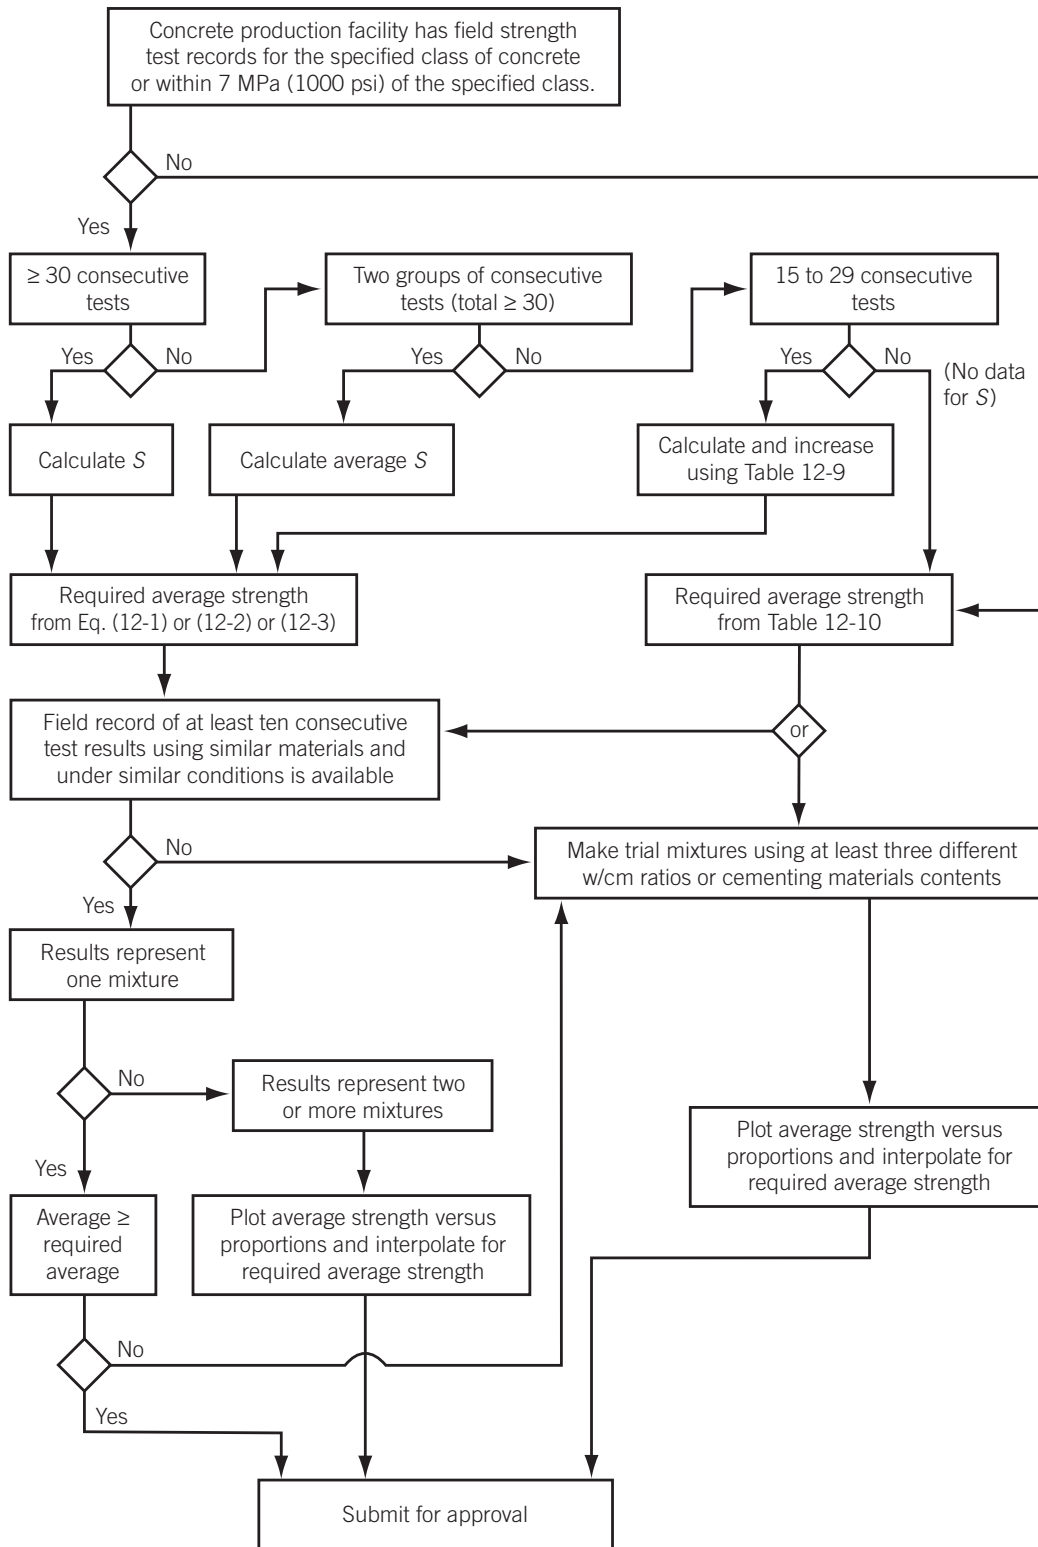 Concrete production facility has field strength
test records for the specified class of concrete
or within 7 MPa (1000 psi) of the specified class.
No
Yes
≥ 30 consecutive
tests
Two groups of consecutive
tests (total ≥ 30)
15 to 29 consecutive
tests
Yes
No
Yes
No
Yes
No
(No data
for S)
Calculate S
Calculate average S
Calculate and increase
using Table 12-9
Required average strength
from Eq. (12-1) or (12-2) or (12-3)
Required average strength
from Table 12-10
Field record of at least ten consecutive
test results using similar materials and
under similar conditions is available
or
No
Yes
Make trial mixtures using at least three different
w/cm ratios or cementing materials contents
Results represent
one mixture
No
Yes
Results represent two
or more mixtures
Plot average strength versus
proportions and interpolate for
required average strength
Average ≥
required
average
Plot average strength versus
proportions and interpolate for
required average strength
No
Yes
Submit for approval